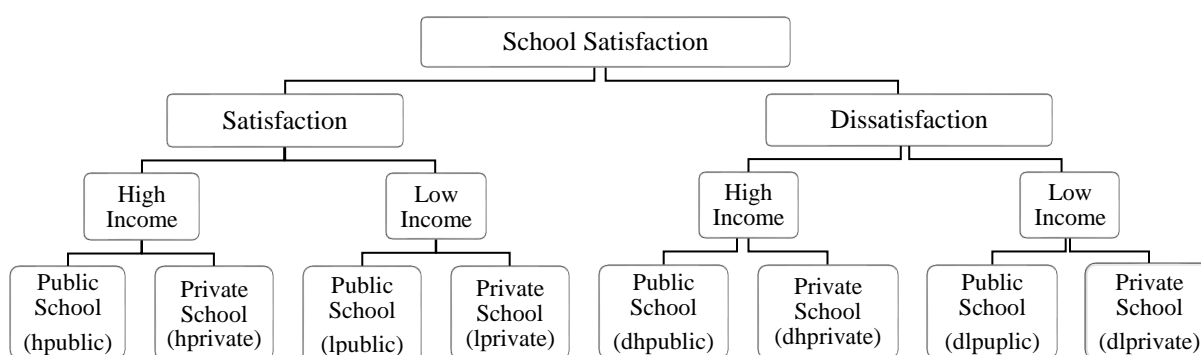 School Satisfaction
Satisfaction
Dissatisfaction
High
Income
Low
Income
High
Income
Low
Income
Public
School
(hpublic)
Private
School
(hprivate)
Public
School
(lpublic)
Private
School
(lprivate)
Public
School
(dhpublic)
Private
School
(dhprivate)
Public
School
(dlpuplic)
Private
School
(dlprivate)